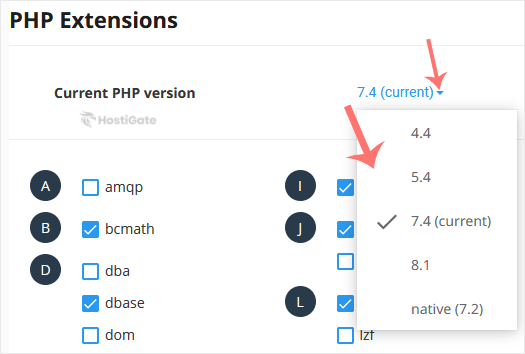 PHP Extensions
Current PHP version
7.4 (current)
HostiGate
4.4
5.4
7.4 (current)
8.1
native (7.2)
A
amqp
B
bcmath
D
dba
dbase
dom
I
J
L
lzf